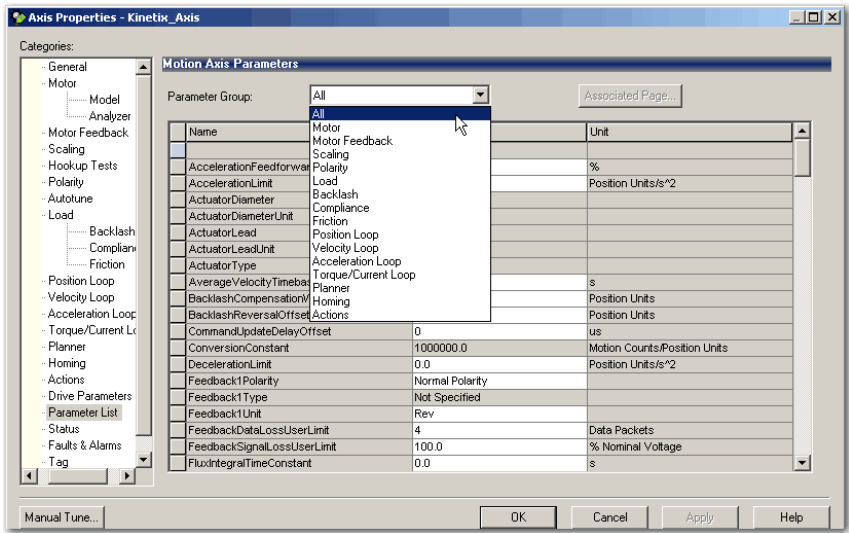 Axis Properties - Kinetix_Axis
Categories:
General
Motor
Model
Analyzer
Motor Feedback
Scaling
Hookup Tests
Polarity
Autotune
Load
Backlash
Complian
Friction
Position Loop
Velocity Loop
Acceleration Loop
Torque/Current Lo
Planner
Homing
Actions
Drive Parameters
Parameter List
Status
Faults & Alarms
Tag
Motion Axis Parameters
Parameter Group:
All
Associated Page...
All
Motor
Motor Feedback
Scaling
Polarity
Load
Backlash
Compliance
Friction
Position Loop
Velocity Loop
Acceleration Loop
Torque/Current Loop
Planner
Homing
Actions
Name Unit
AccelerationFeedforwar %
AccelerationLimit Position Units/s^2
ActuatorDiameter
ActuatorDiameterUnit
ActuatorLead
ActuatorLeadUnit
ActuatorType
AverageVelocityTimebas s
BacklashCompensationW Position Units
BacklashReversalOffset Position Units
CommandUpdateDelayOffset 0 us
ConversionConstant 1000000.0 Motion Counts/Position Units
DecelerationLimit 0.0 Position Units/s^2
Feedback1Polarity Normal Polarity
Feedback1Type Not Specified
Feedback1Unit Rev
FeedbackDataLossUserLimit 4 Data Packets
FeedbackSignalLossUserLimit 100.0 % Nominal Voltage
FluxIntegralTimeConstant 0.0 s
Manual Tune... OK Cancel Apply Help